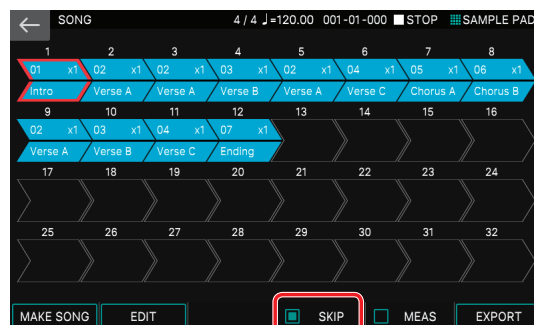 SONG 4 / 4 ♩=120.00 001-01-000 STOP SAMPLE PAD
1 2 3 4 5 6 7 8
01 x1 02 x1 02 x1 03 x1 02 x1 04 x1 05 x1 06 x1
Intro Verse A Verse A Verse B Verse A Verse C Chorus A Chorus B
9 10 11 12 13 14 15 16
02 x1 03 x1 04 x1 07 x1
Verse A Verse B Verse C Ending
17 18 19 20 21 22 23 24
25 26 27 28 29 30 31 32
MAKE SONG EDIT SKIP MEAS EXPORT